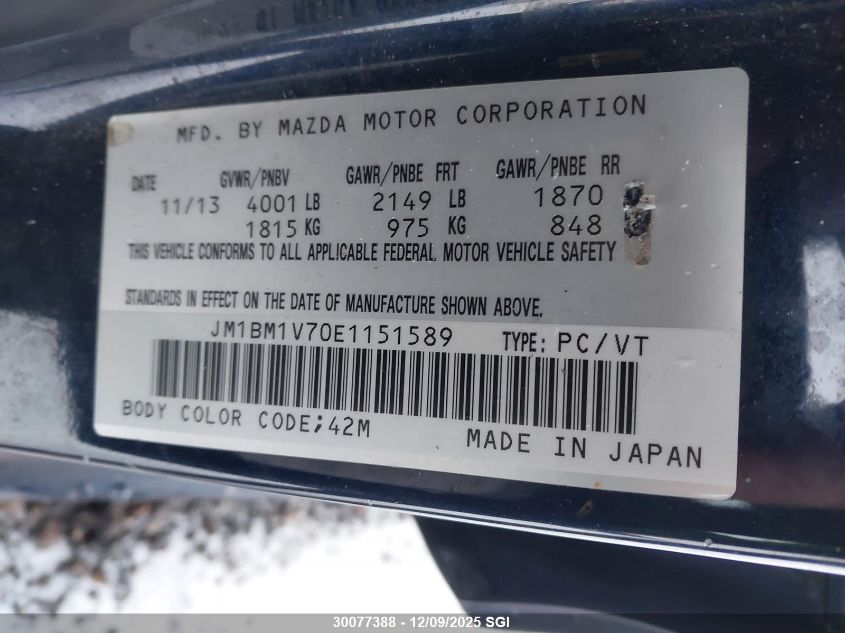 MFD. BY MAZDA MOTOR CORPORATION
DATE GVWR/PNBV GAWR/PNBE FRT GAWR/PNBE RR
11/13 4001 LB 2149 LB 1870
1815 KG 975 KG 848
THIS VEHICLE CONFORMS TO ALL APPLICABLE FEDERAL MOTOR VEHICLE SAFETY
STANDARDS IN EFFECT ON THE DATE OF MANUFACTURE SHOWN ABOVE.
JM1BM1V70E1151589 TYPE: PC/VT
BODY COLOR CODE;42M
MADE IN JAPAN
30077388 - 12/09/2025 SGI